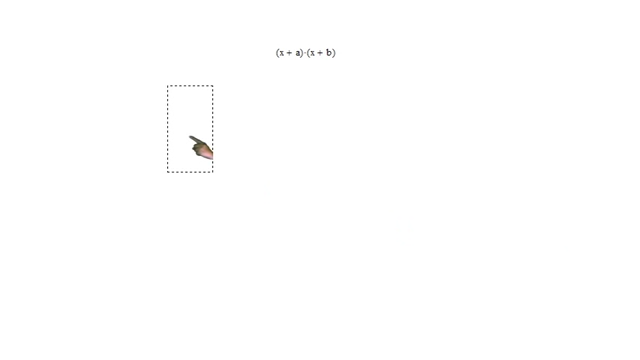 (x + a)·(x + b)